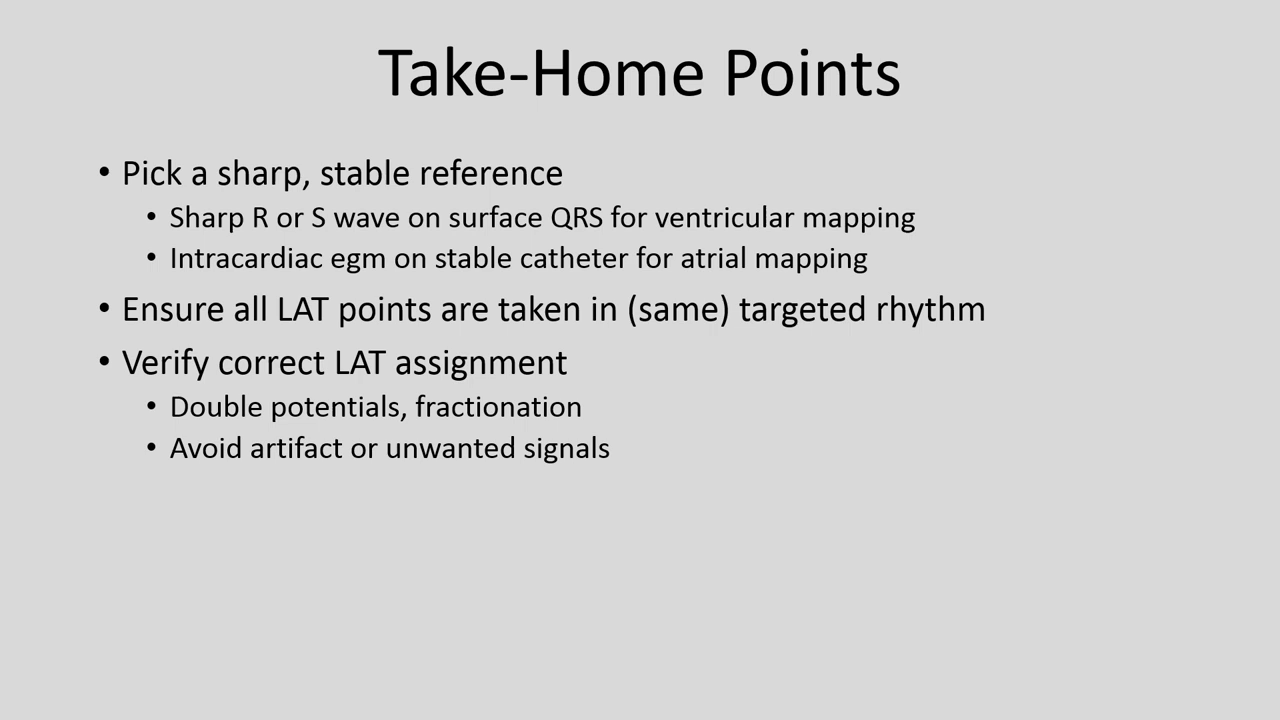 Take-Home Points
• Pick a sharp, stable reference
• Sharp R or S wave on surface QRS for ventricular mapping
• Intracardiac egm on stable catheter for atrial mapping
• Ensure all LAT points are taken in (same) targeted rhythm
• Verify correct LAT assignment
• Double potentials, fractionation
• Avoid artifact or unwanted signals